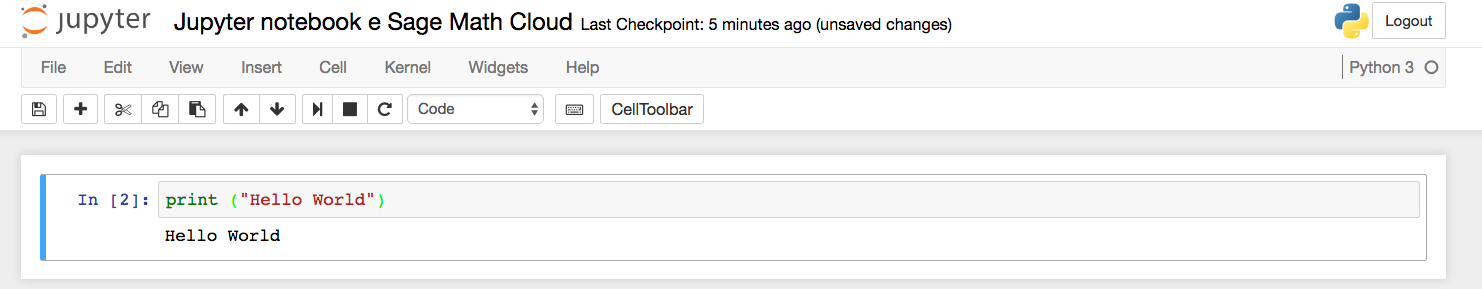 jupyter Jupyter notebook e Sage Math Cloud Last Checkpoint: 5 minutes ago (unsaved changes) Logout
File Edit View Insert Cell Kernel Widgets Help Python 3
Code CellToolbar
In [2]: print ("Hello World")
Hello World